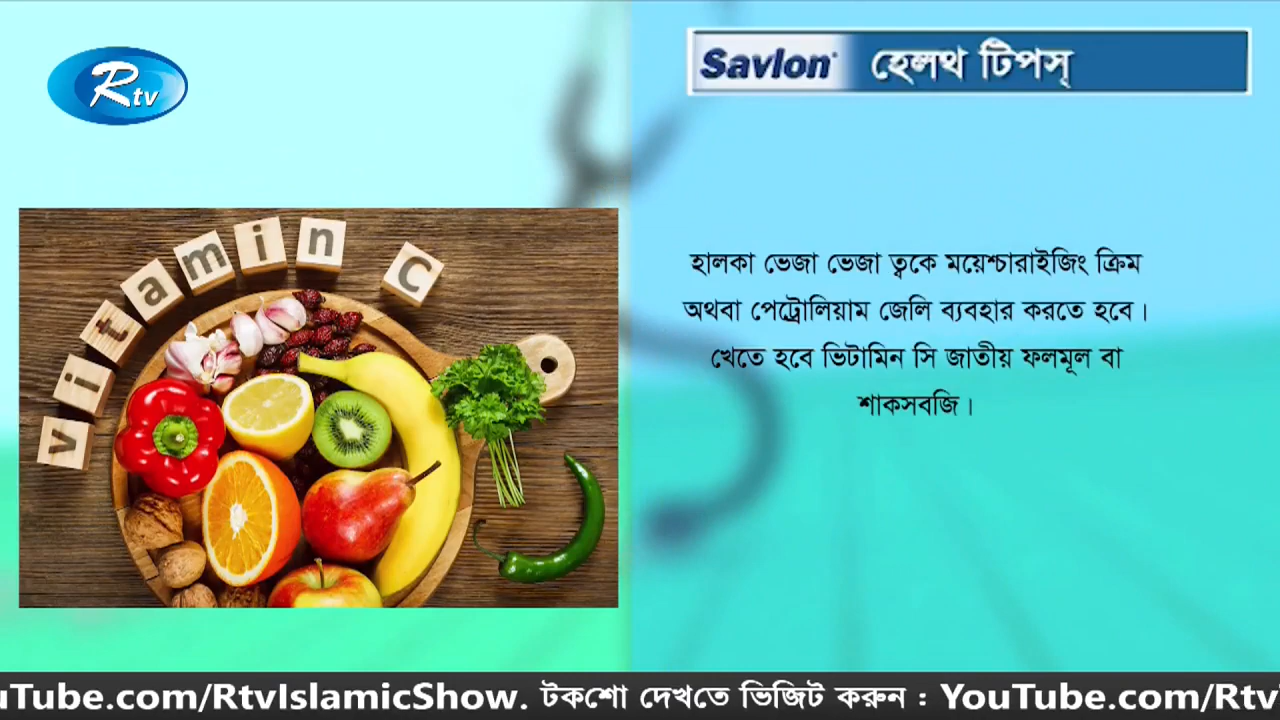 Rtv
Savlon হেলথ টিপস্
vitamin C
হালকা ভেজা ভেজা ত্বকে ময়েশ্চারাইজিং ক্রিম
অথবা পেট্রোলিয়াম জেলি ব্যবহার করতে হবে।
খেতে হবে ভিটামিন সি জাতীয় ফলমূল বা
শাকসবজি।
uTube.com/RtvIslamicShow. টকশো দেখতে ভিজিট করুন : YouTube.com/Rtv